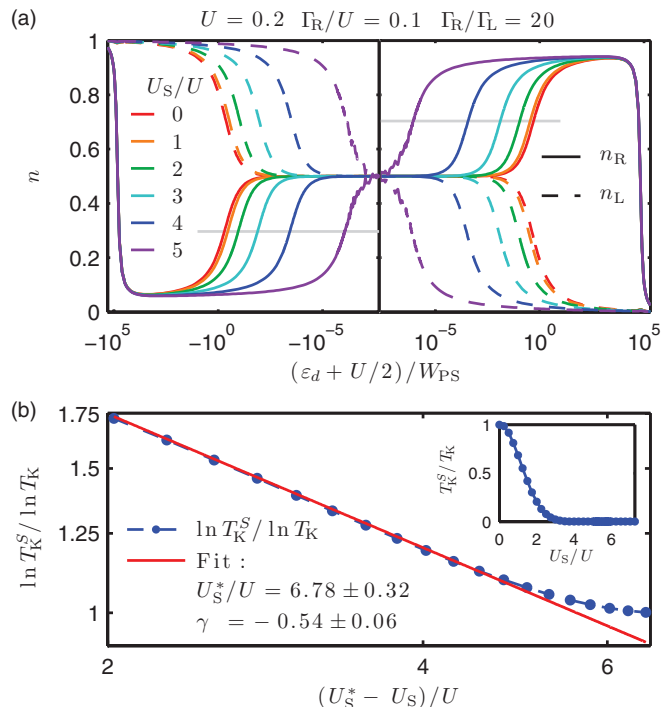 (a) U = 0.2 Γ_R/U = 0.1 Γ_R/Γ_L = 20
1
0.8
0.6
0.4
0.2
0
n
U_S/U
0
1
2
3
4
5
n_R
n_L
−10^5 −10^0 −10^−5 10^−5 10^0 10^5
(ε_d + U/2)/W_PS
(b)
1.75
1.25
1
ln T_K^S / ln T_K
ln T_K^S / ln T_K
Fit :
U_S^*/U = 6.78 ± 0.32
γ = − 0.54 ± 0.06
1
0.5
0
T_K^S/T_K
0 2 4 6
U_S/U
2 4 6
(U_S^* − U_S)/U